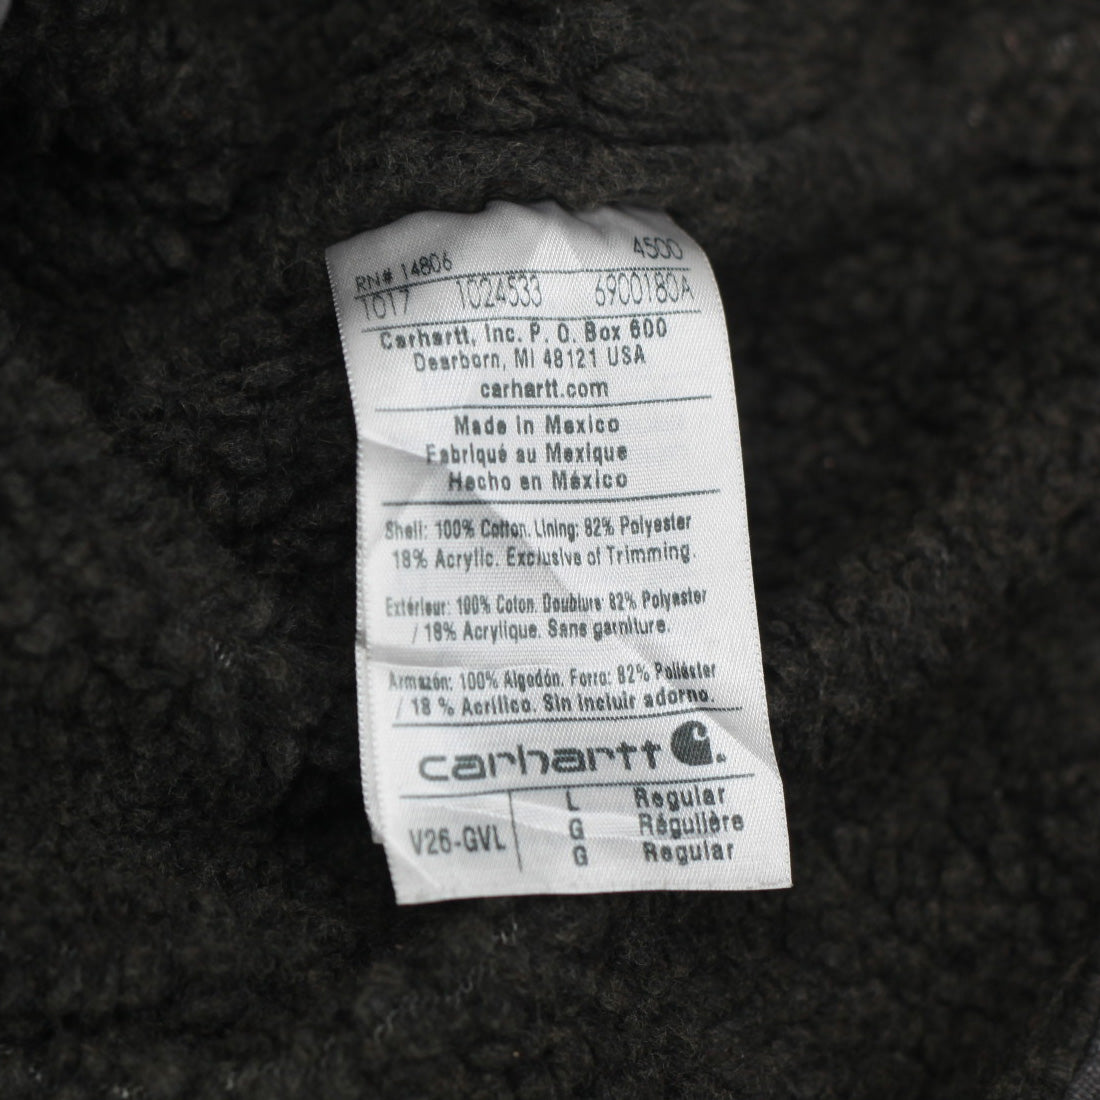 RN# 14806 4500
1017 1024533 6900180A
Carhartt, Inc. P. O. Box 600
Dearborn, MI 48121 USA
carhartt.com
Made in Mexico
Fabriqué au Mexique
Hecho en México
Shell: 100% Cotton. Lining: 82% Polyester
18% Acrylic. Exclusive of Trimming.
Extérieur: 100% Coton. Doublure 82% Polyester
/ 18% Acrylique. Sans garniture.
Armazón: 100% Algodón. Forro: 82% Poliéster
/ 18 % Acrílico. Sin incluir adorno.
carhartt
V26-GVL L Regular
G Régulière
G Regular